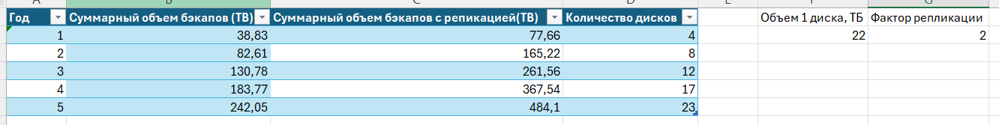 A B C D E F G
Год Суммарный объем бэкапов (ТВ) Суммарный объем бэкапов с репикацией(ТВ) Количество дисков Объем 1 диска, ТБ Фактор репликации
1 38,83 77,66 4 22 2
2 82,61 165,22 8
3 130,78 261,56 12
4 183,77 367,54 17
5 242,05 484,1 23